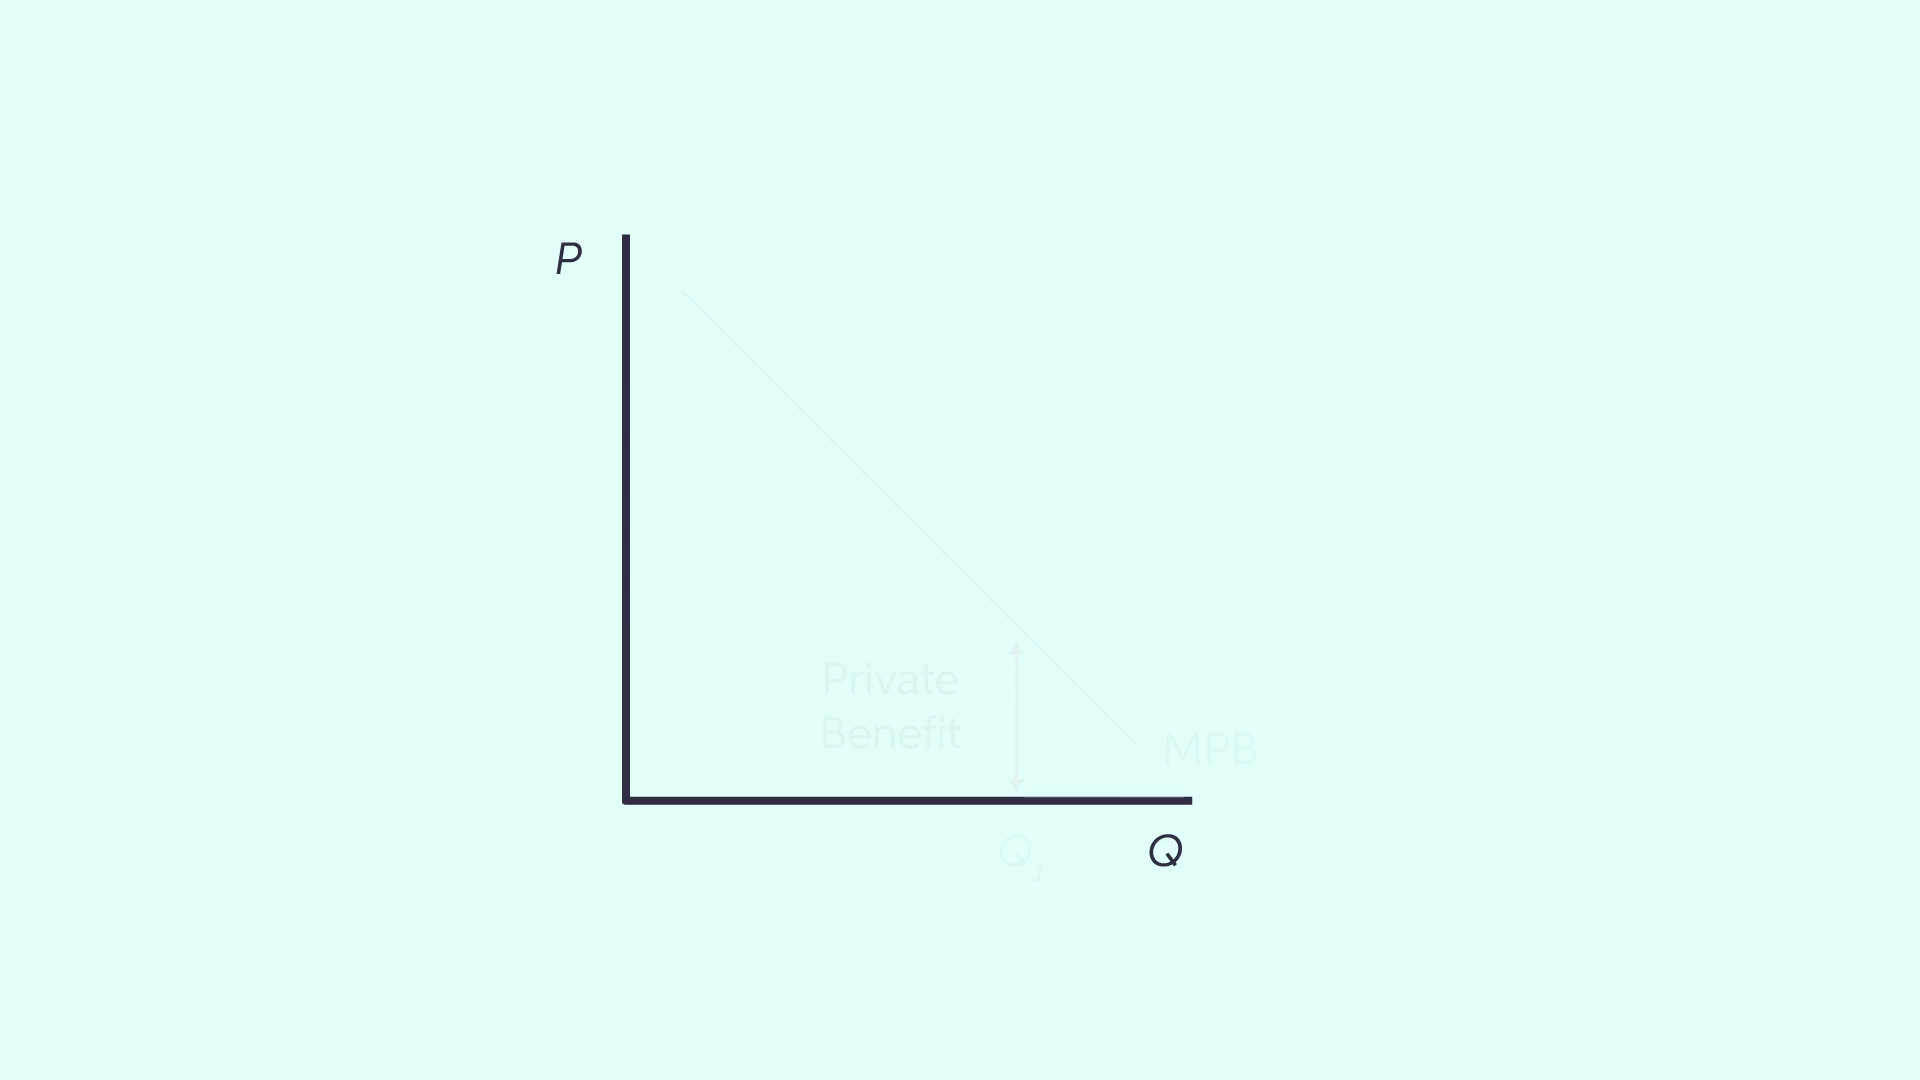 P
Private
Benefit
MPB
Q₁
Q